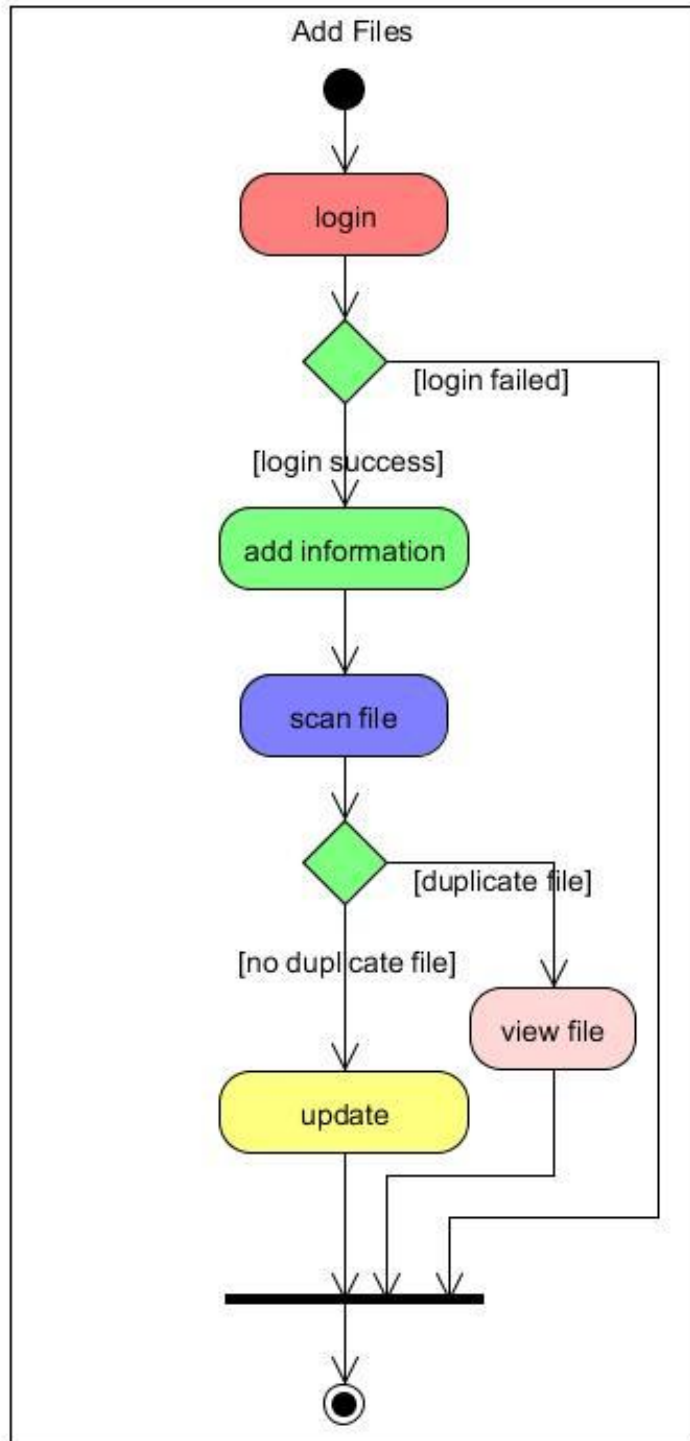 Add Files
login
[login failed]
[login success]
add information
scan file
[duplicate file]
[no duplicate file]
view file
update